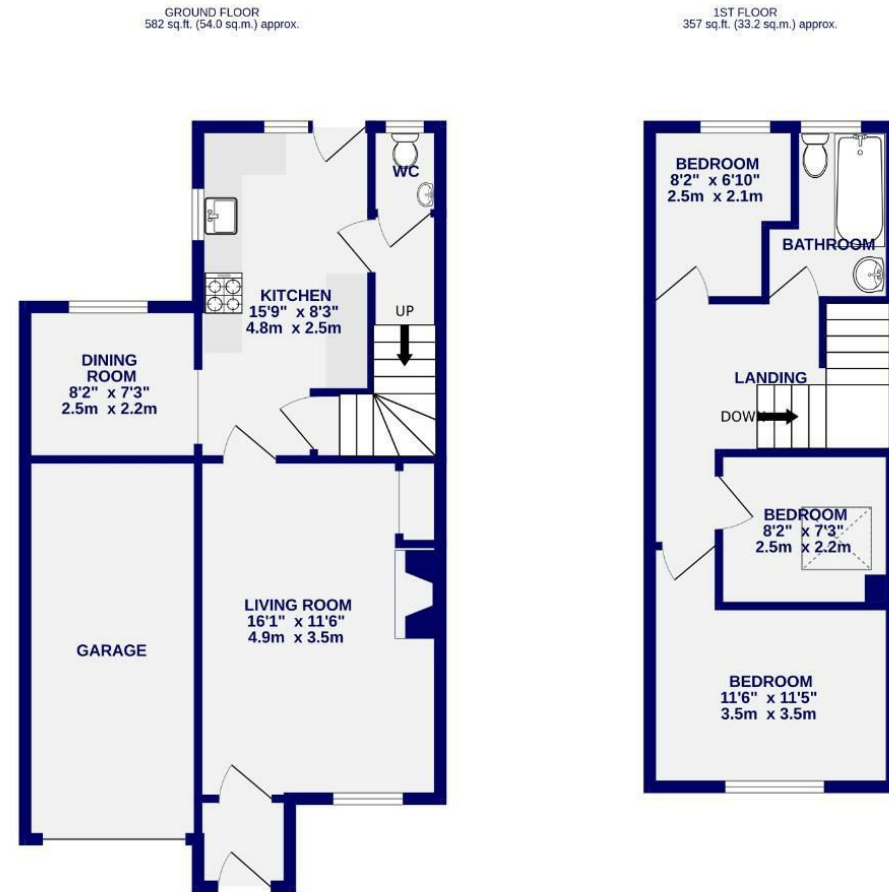 GROUND FLOOR
582 sq.ft. (54.0 sq.m.) approx.
WC
KITCHEN
15'9" x 8'3"
4.8m x 2.5m
UP
DINING
ROOM
8'2" x 7'3"
2.5m x 2.2m
LIVING ROOM
16'1" x 11'6"
4.9m x 3.5m
GARAGE
1ST FLOOR
357 sq.ft. (33.2 sq.m.) approx.
BEDROOM
8'2" x 6'10"
2.5m x 2.1m
BATHROOM
LANDING
DOWN
BEDROOM
8'2" x 7'3"
2.5m x 2.2m
BEDROOM
11'6" x 11'5"
3.5m x 3.5m